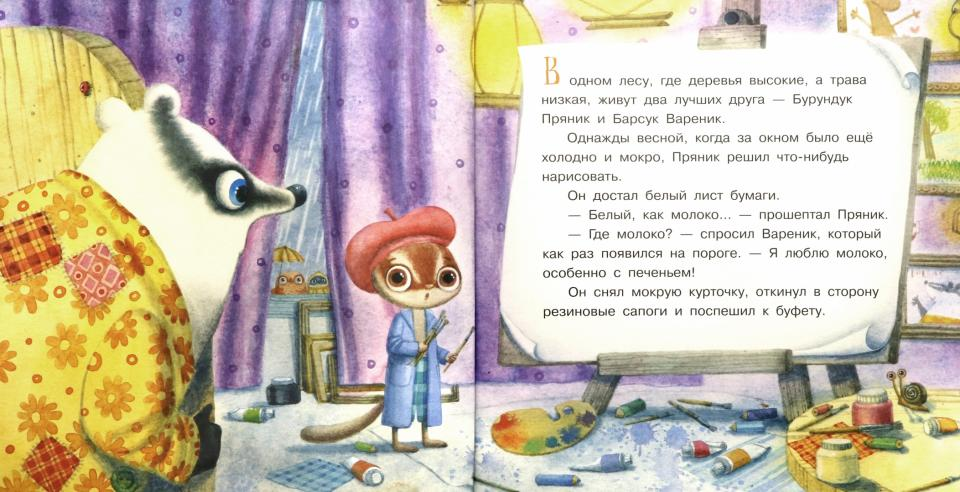 В одном лесу, где деревья высокие, а трава
низкая, живут два лучших друга — Бурундук
Пряник и Барсук Вареник.
Однажды весной, когда за окном было ещё
холодно и мокро, Пряник решил что-нибудь
нарисовать.
Он достал белый лист бумаги.
— Белый, как молоко... — прошептал Пряник.
— Где молоко? — спросил Вареник, который
как раз появился на пороге. — Я люблю молоко,
особенно с печеньем!
Он снял мокрую курточку, откинул в сторону
резиновые сапоги и поспешил к буфету.